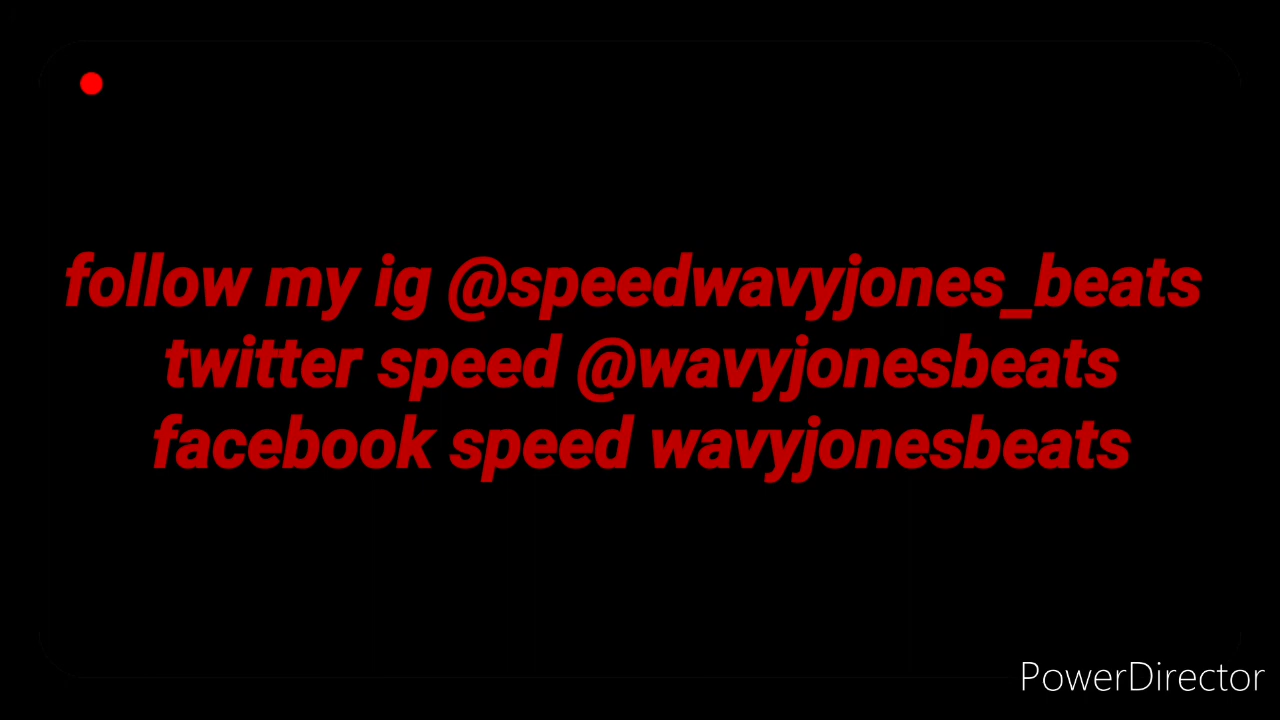 follow my ig @speedwavyjones_beats
twitter speed @wavyjonesbeats
facebook speed wavyjonesbeats
PowerDirector